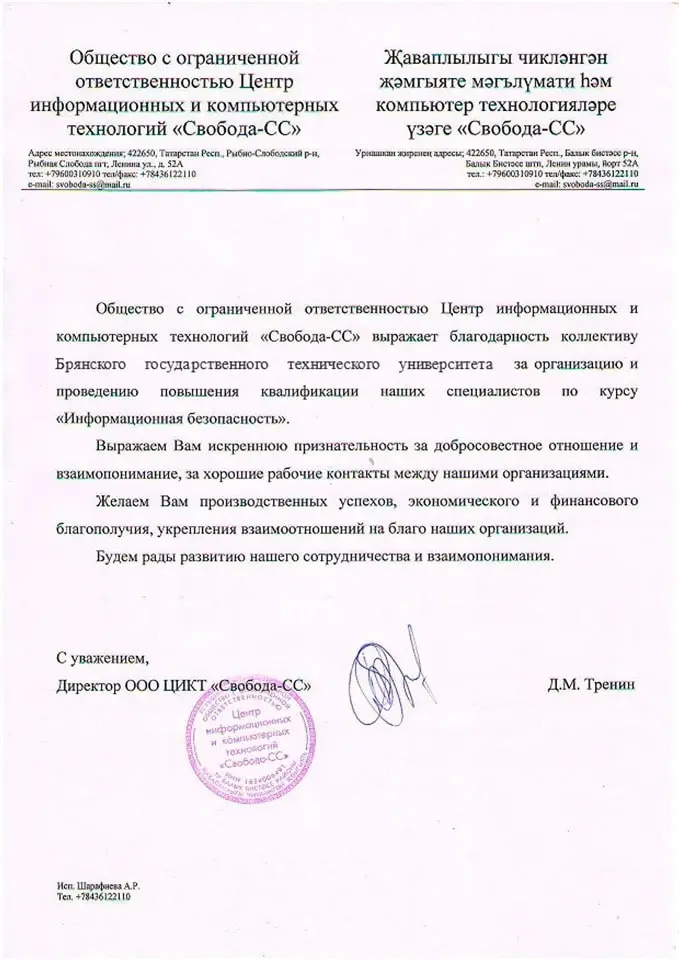 Общество с ограниченной
ответственностью Центр
информационных и компьютерных
технологий «Свобода-СС»
Адрес местонахождения; 422650, Татарстан Респ., Рыбно-Слободский р-н,
Рыбная Слобода пгт, Ленина ул., д. 52А
тел: +79600310910 тел/факс: +78436122110
e-mail: svoboda-ss@mail.ru
Җаваплылыгы чикләнгән
җәмгыяте мәгълүмати һәм
компьютер технологияләре
үзәге «Свобода-СС»
Урнашкан җиренең адресы; 422650, Татарстан Респ., Балык бистәсе р-н,
Балык Бистәсе штп, Ленин урамы, йорт 52А
тел.: +79600310910 тел/факс: +78436122110
e-mail: svoboda-ss@mail.ru
Общество с ограниченной ответственностью Центр информационных и
компьютерных технологий «Свобода-СС» выражает благодарность коллективу
Брянского государственного технического университета за организацию и
проведению повышения квалификации наших специалистов по курсу
«Информационная безопасность».
Выражаем Вам искреннюю признательность за добросовестное отношение и
взаимопонимание, за хорошие рабочие контакты между нашими организациями.
Желаем Вам производственных успехов, экономического и финансового
благополучия, укрепления взаимоотношений на благо наших организаций.
Будем рады развитию нашего сотрудничества и взаимопонимания.
С уважением,
Директор ООО ЦИКТ «Свобода-СС»
Д.М. Тренин
ОТВЕТСТВЕННОСТЬЮ
Центр
информационных
и компьютерных
технологий
«Свобода-СС»
Исп. Шарафиева А.Р.
Тел. +78436122110